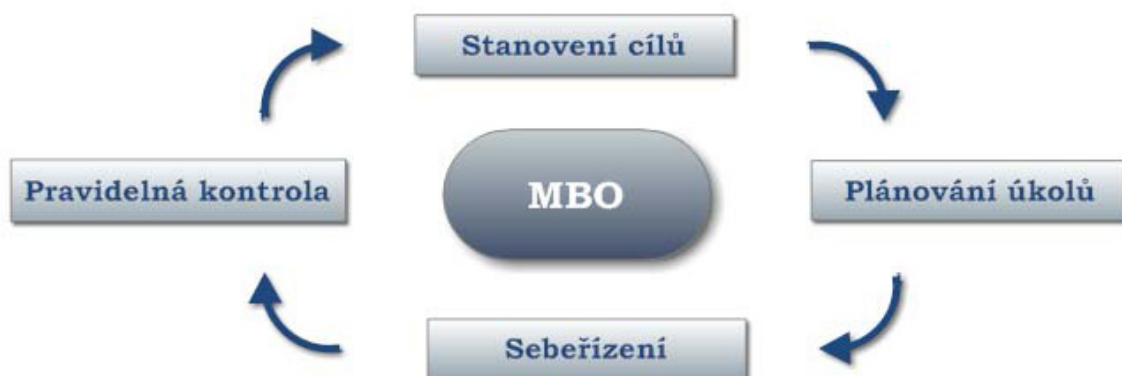 Stanovení cílů
Pravidelná kontrola
MBO
Plánování úkolů
Sebeřízení